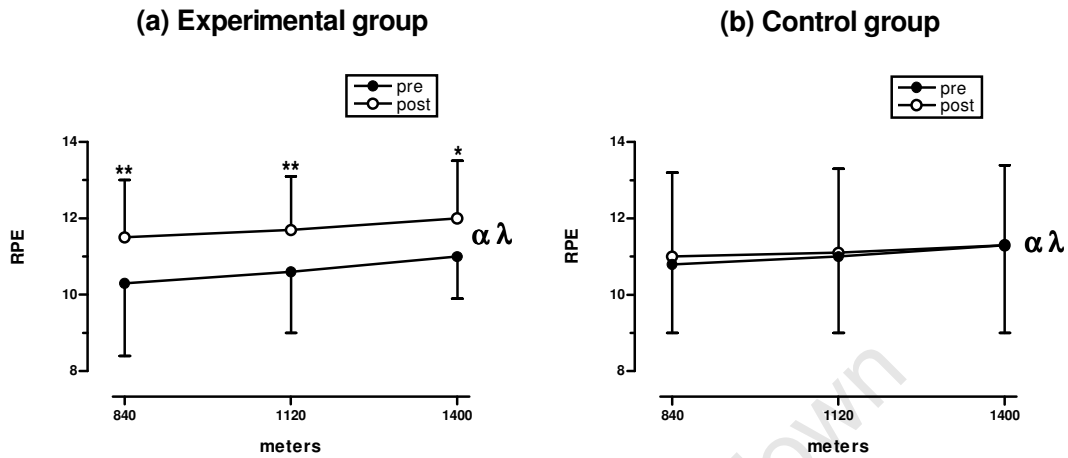 (a) Experimental group
pre
post
14
12
10
8
RPE
** ** *
α λ
840 1120 1400
meters
(b) Control group
pre
post
14
12
10
8
RPE
α λ
840 1120 1400
meters